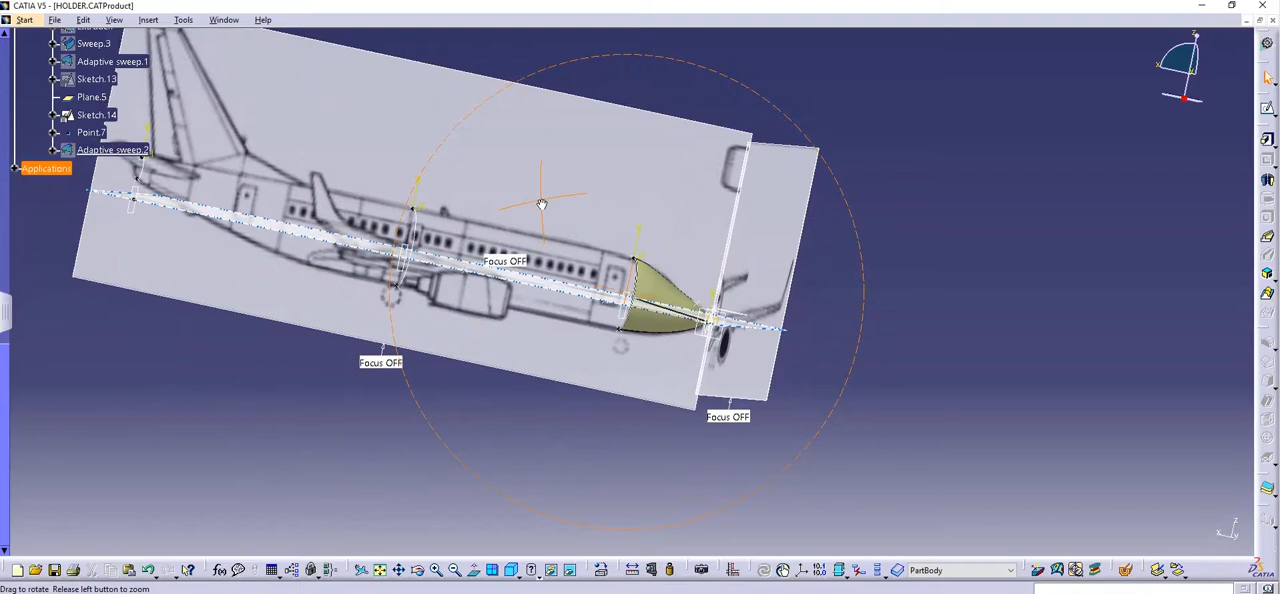 CATIA V5 - [HOLDER.CATProduct]
Start File Edit View Insert Tools Window Help
Sweep.3
Adaptive sweep.1
Sketch.13
Plane.5
Sketch.14
Point.7
Adaptive sweep.2
Applications
Focus OFF
Focus OFF
Focus OFF
PartBody
Drag to rotate Release left button to zoom